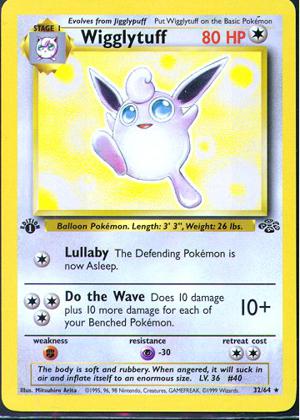 STAGE 1
Evolves from Jigglypuff Put Wigglytuff on the Basic Pokémon
Wigglytuff 80 HP
EDITION
1
Balloon Pokémon. Length: 3' 3", Weight: 26 lbs.
Lullaby The Defending Pokémon is
now Asleep.
Do the Wave Does 10 damage
plus 10 more damage for each of
your Benched Pokémon.
10+
weakness resistance retreat cost
-30
The body is soft and rubbery. When angered, it will suck in
air and inflate itself to an enormous size. LV. 36 #40
Illus. Mitsuhiro Arita ©1995, 96, 98 Nintendo, Creatures, GAMEFREAK. ©1999 Wizards. 32/64 ★